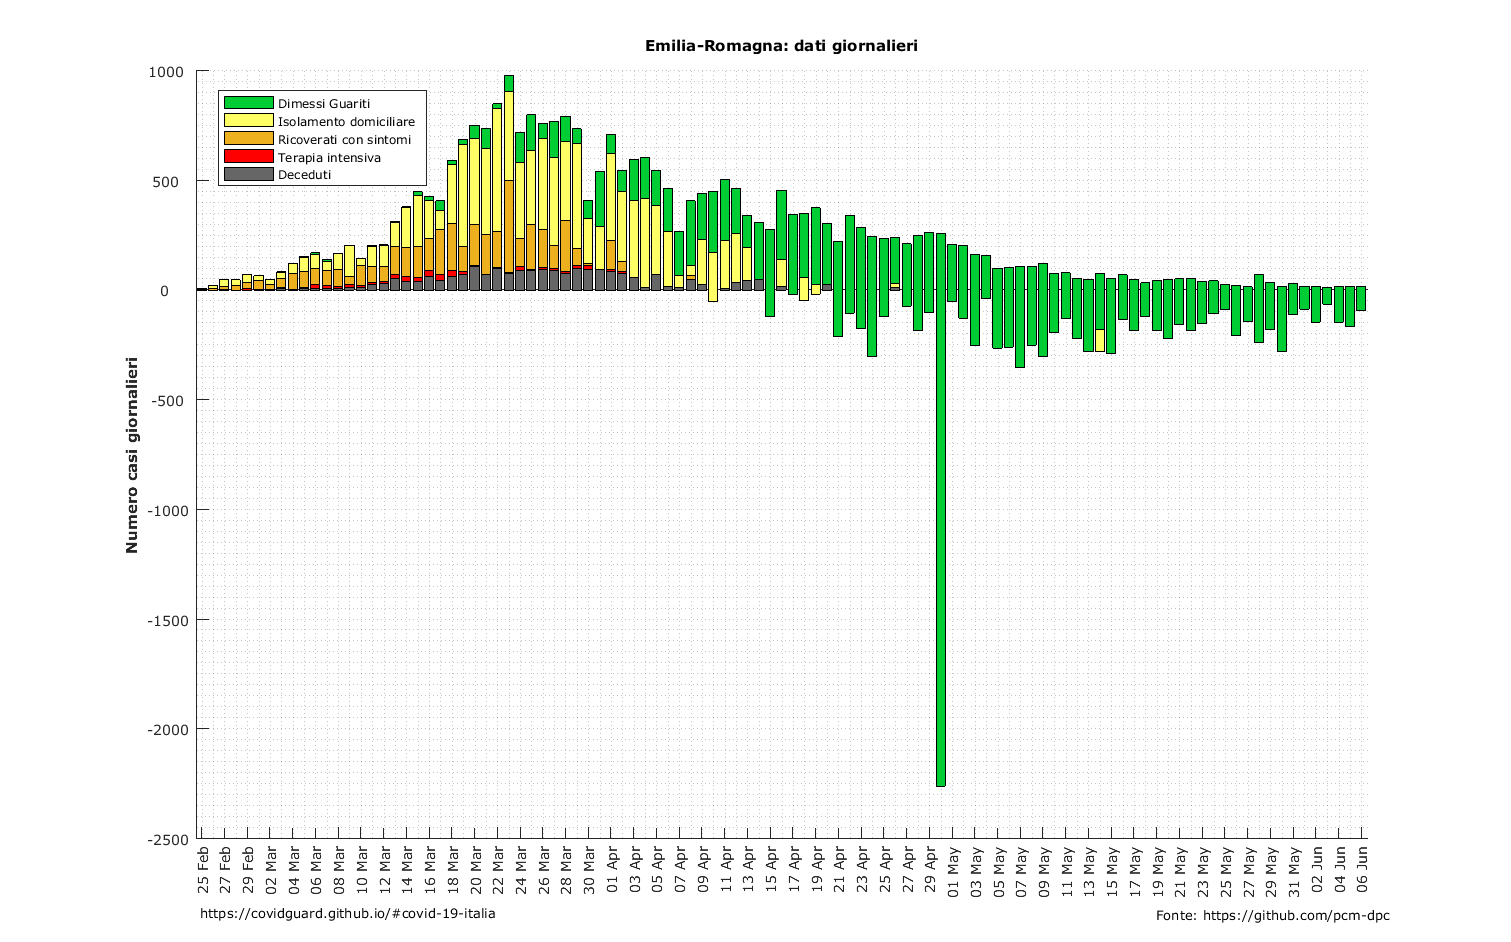 Emilia-Romagna: dati giornalieri
1000
500
0
-500
-1000
-1500
-2000
-2500
Numero casi giornalieri
Dimessi Guariti
Isolamento domiciliare
Ricoverati con sintomi
Terapia intensiva
Deceduti
25 Feb
27 Feb
29 Feb
02 Mar
04 Mar
06 Mar
08 Mar
10 Mar
12 Mar
14 Mar
16 Mar
18 Mar
20 Mar
22 Mar
24 Mar
26 Mar
28 Mar
30 Mar
01 Apr
03 Apr
05 Apr
07 Apr
09 Apr
11 Apr
13 Apr
15 Apr
17 Apr
19 Apr
21 Apr
23 Apr
25 Apr
27 Apr
29 Apr
01 May
03 May
05 May
07 May
09 May
11 May
13 May
15 May
17 May
19 May
21 May
23 May
25 May
27 May
29 May
31 May
02 Jun
04 Jun
06 Jun
https://covidguard.github.io/#covid-19-italia
Fonte: https://github.com/pcm-dpc